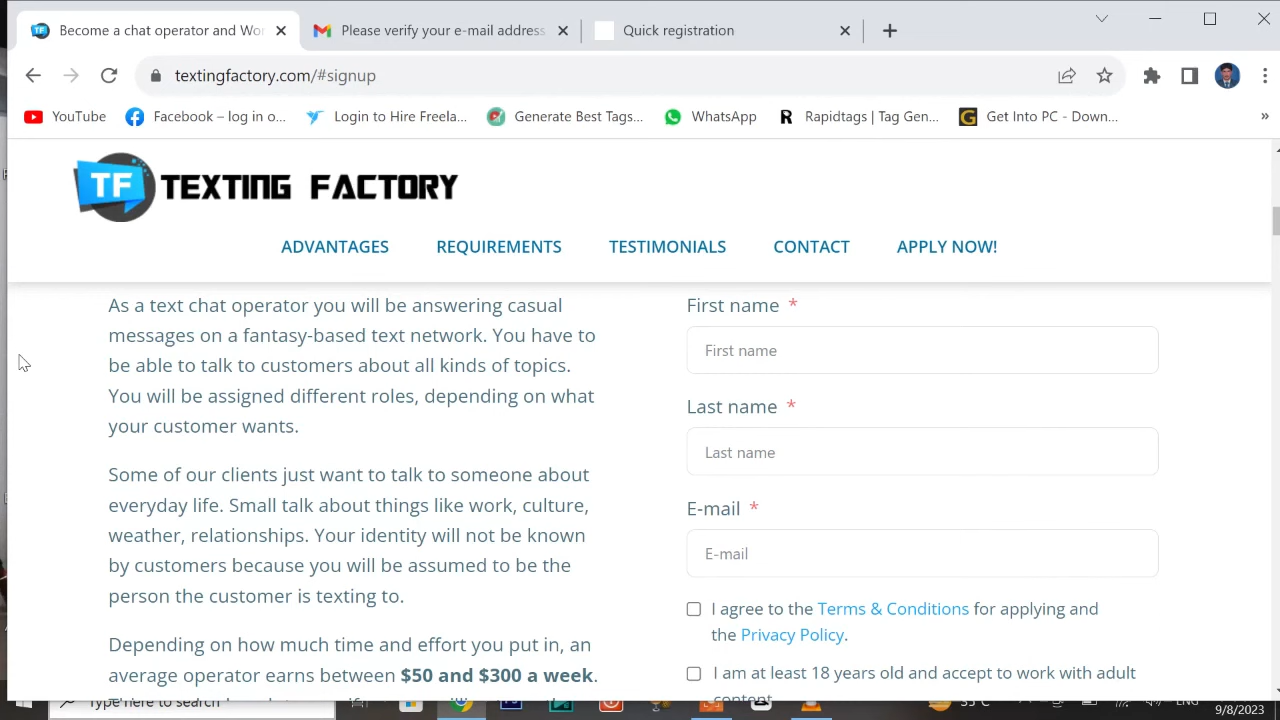 Become a chat operator and Wor
Please verify your e-mail address
Quick registration
textingfactory.com/#signup
YouTube
Facebook – log in o...
Login to Hire Freela...
Generate Best Tags...
WhatsApp
R
Rapidtags | Tag Gen...
G
Get Into PC - Down...
»
TF TEXTING FACTORY
ADVANTAGES
REQUIREMENTS
TESTIMONIALS
CONTACT
APPLY NOW!
As a text chat operator you will be answering casual
messages on a fantasy-based text network. You have to
be able to talk to customers about all kinds of topics.
You will be assigned different roles, depending on what
your customer wants.
Some of our clients just want to talk to someone about
everyday life. Small talk about things like work, culture,
weather, relationships. Your identity will not be known
by customers because you will be assumed to be the
person the customer is texting to.
Depending on how much time and effort you put in, an
average operator earns between $50 and $300 a week.
First name *
First name
Last name *
Last name
E-mail *
E-mail
I agree to the Terms & Conditions for applying and
the Privacy Policy.
I am at least 18 years old and accept to work with adult
content
Type here to search
9/8/2023